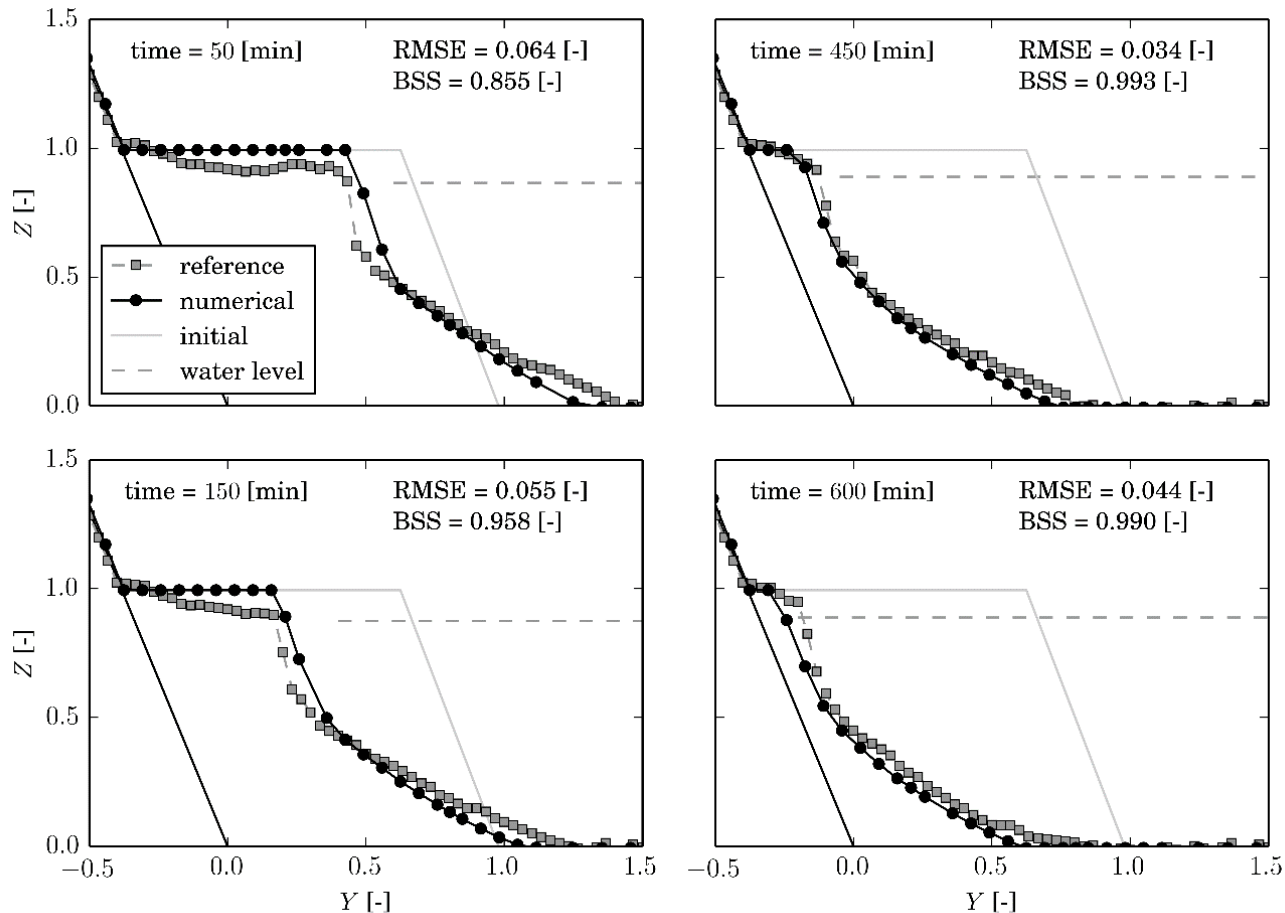 1.5
time = 50 [min]
RMSE = 0.064 [-]
BSS = 0.855 [-]
1.0
Z [-]
0.5
reference
numerical
initial
water level
0.0
time = 450 [min]
RMSE = 0.034 [-]
BSS = 0.993 [-]
1.5
time = 150 [min]
RMSE = 0.055 [-]
BSS = 0.958 [-]
1.0
Z [-]
0.5
0.0
−0.5 0.0 0.5 1.0 1.5
Y [-]
time = 600 [min]
RMSE = 0.044 [-]
BSS = 0.990 [-]
−0.5 0.0 0.5 1.0 1.5
Y [-]